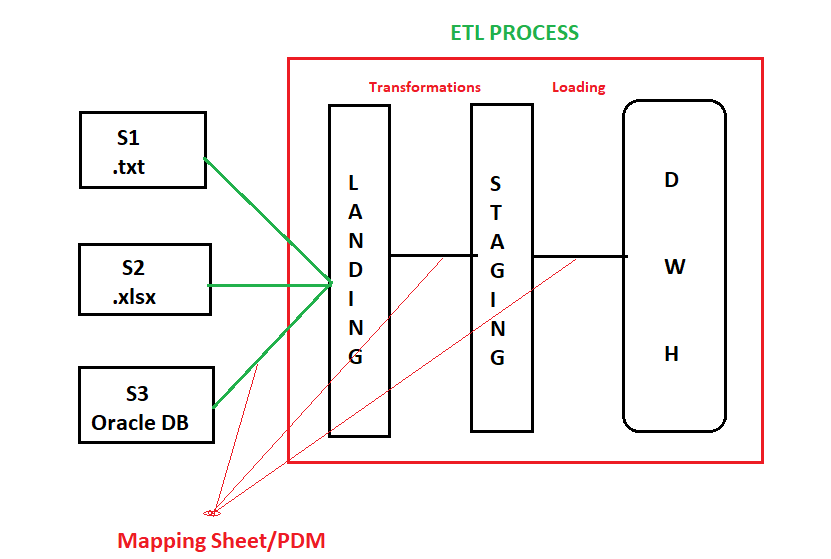 ETL PROCESS
Transformations
Loading
S1
.txt
S2
.xlsx
S3
Oracle DB
L
A
N
D
I
N
G
S
T
A
G
I
N
G
D
W
H
Mapping Sheet/PDM